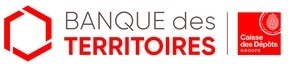 BANQUE des
TERRITOIRES
Caisse
des Dépôts
GROUPE